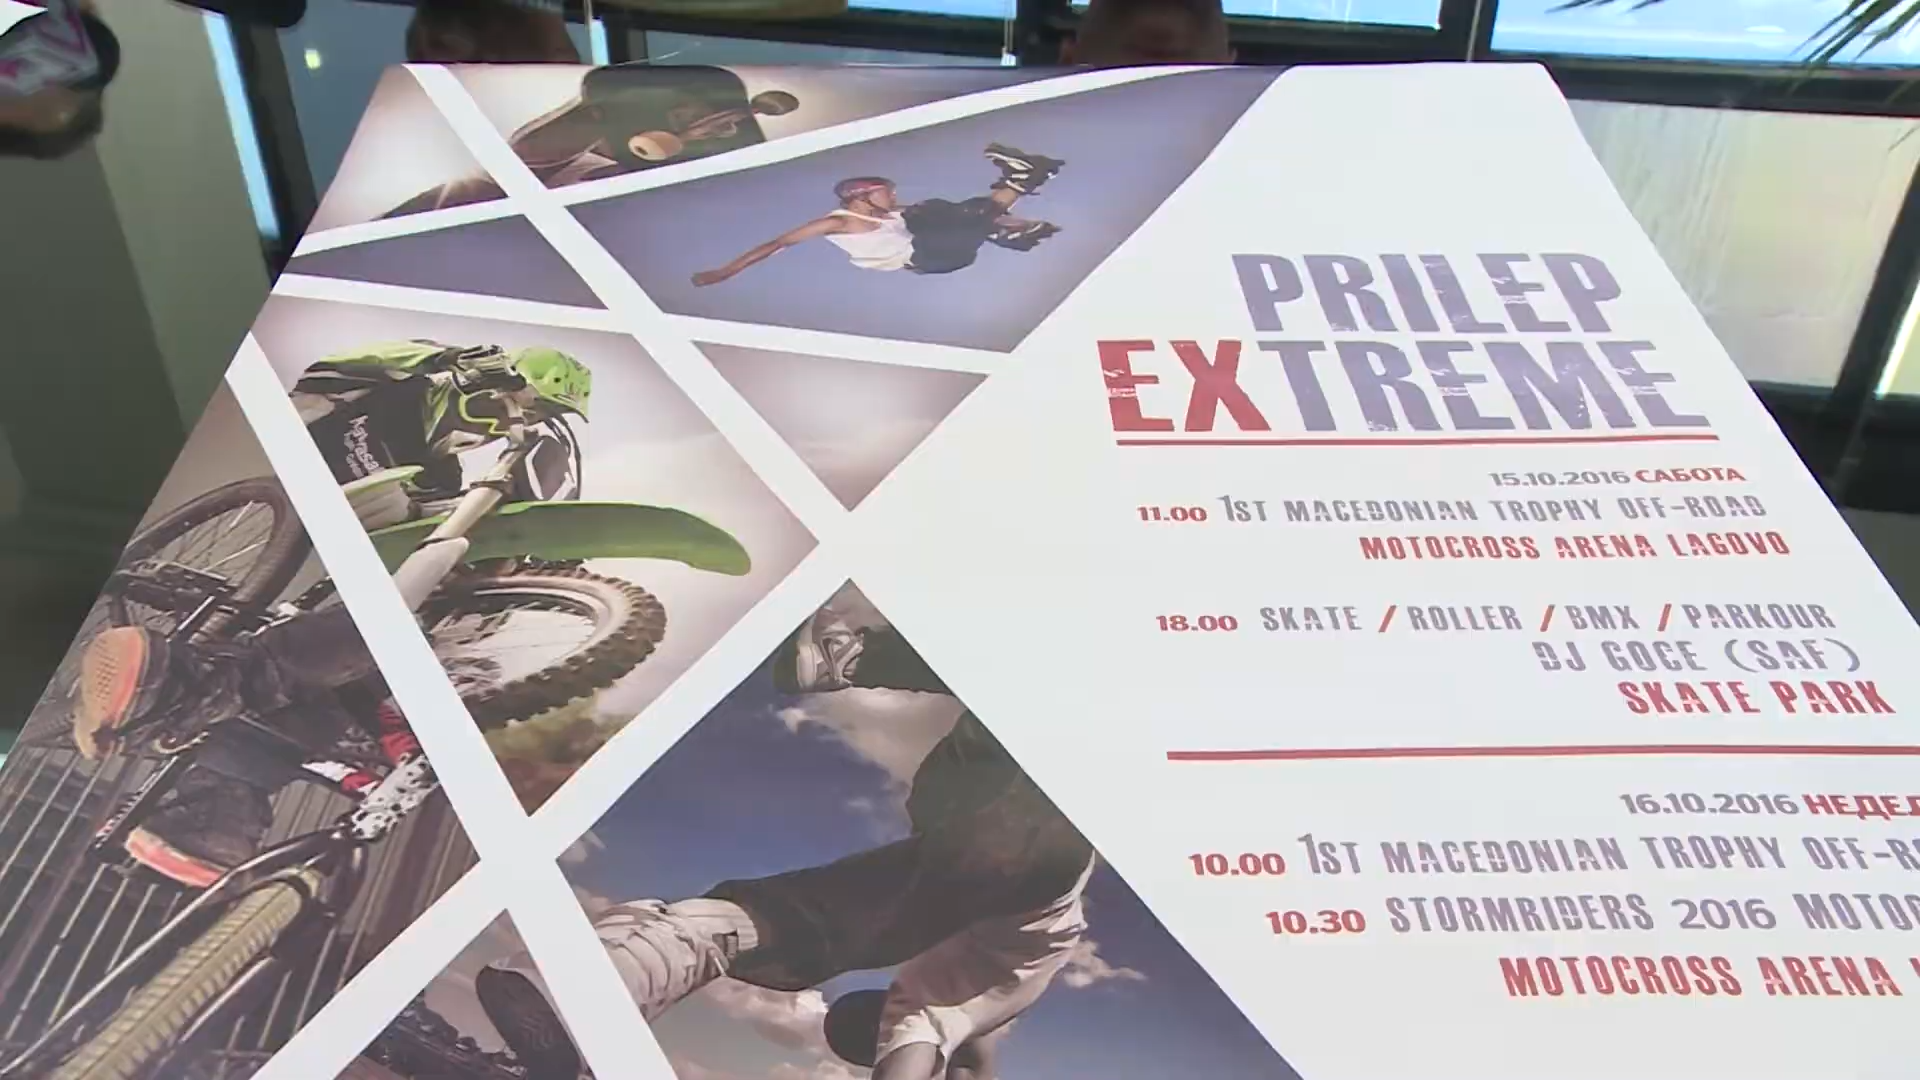 PRILEP
EXTREME
15.10.2016 САБОТА
11.00 1ST MACEDONIAN TROPHY OFF-ROAD
MOTOCROSS ARENA LAGOVO
18.00 SKATE / ROLLER / BMX / PARKOUR
DJ GOCE (SAF)
SKATE PARK
16.10.2016
10.00 1ST MACEDONIAN TROPHY
10.30 STORMRIDERS 2016
MOTOCROSS ARENA
Kawasaki